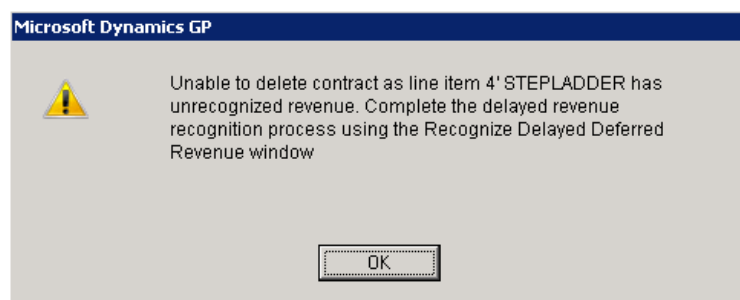 Microsoft Dynamics GP
Unable to delete contract as line item 4' STEPLADDER has
unrecognized revenue. Complete the delayed revenue
recognition process using the Recognize Delayed Deferred
Revenue window
OK